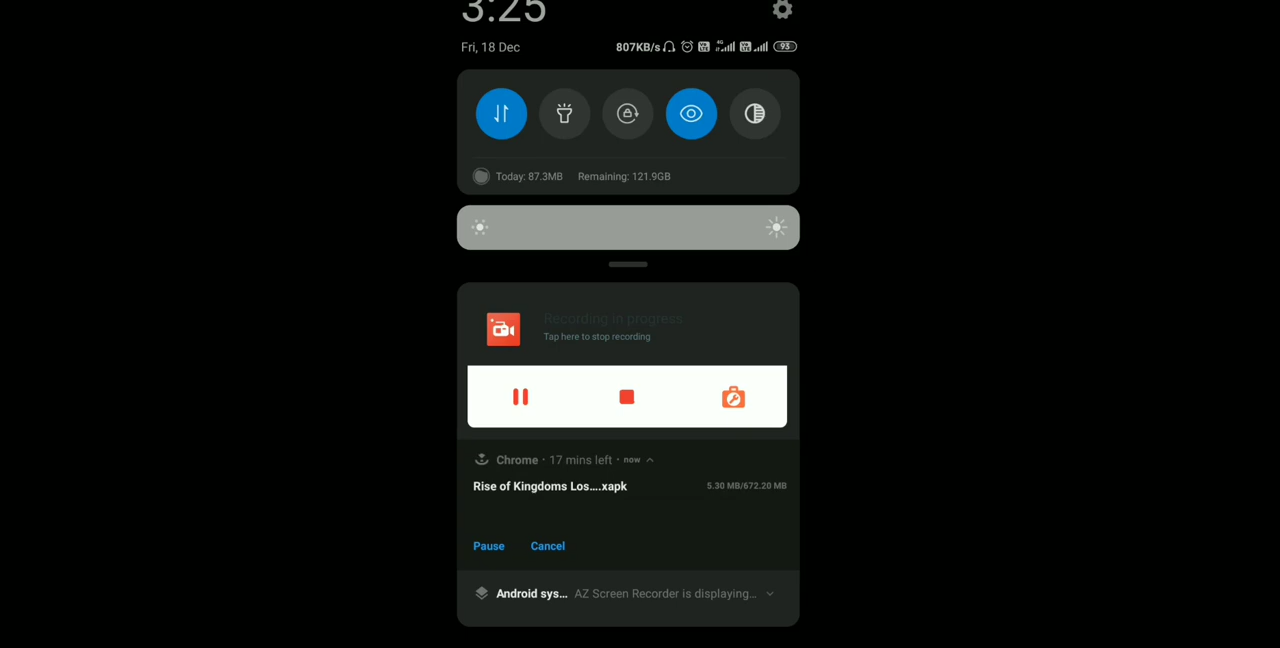 3:25
Fri, 18 Dec
807KB/s 4G 93
Today: 87.3MB Remaining: 121.9GB
Recording in progress
Tap here to stop recording
Chrome · 17 mins left · now
Rise of Kingdoms Los....xapk 5.30 MB/672.20 MB
Pause Cancel
Android sys... AZ Screen Recorder is displaying...